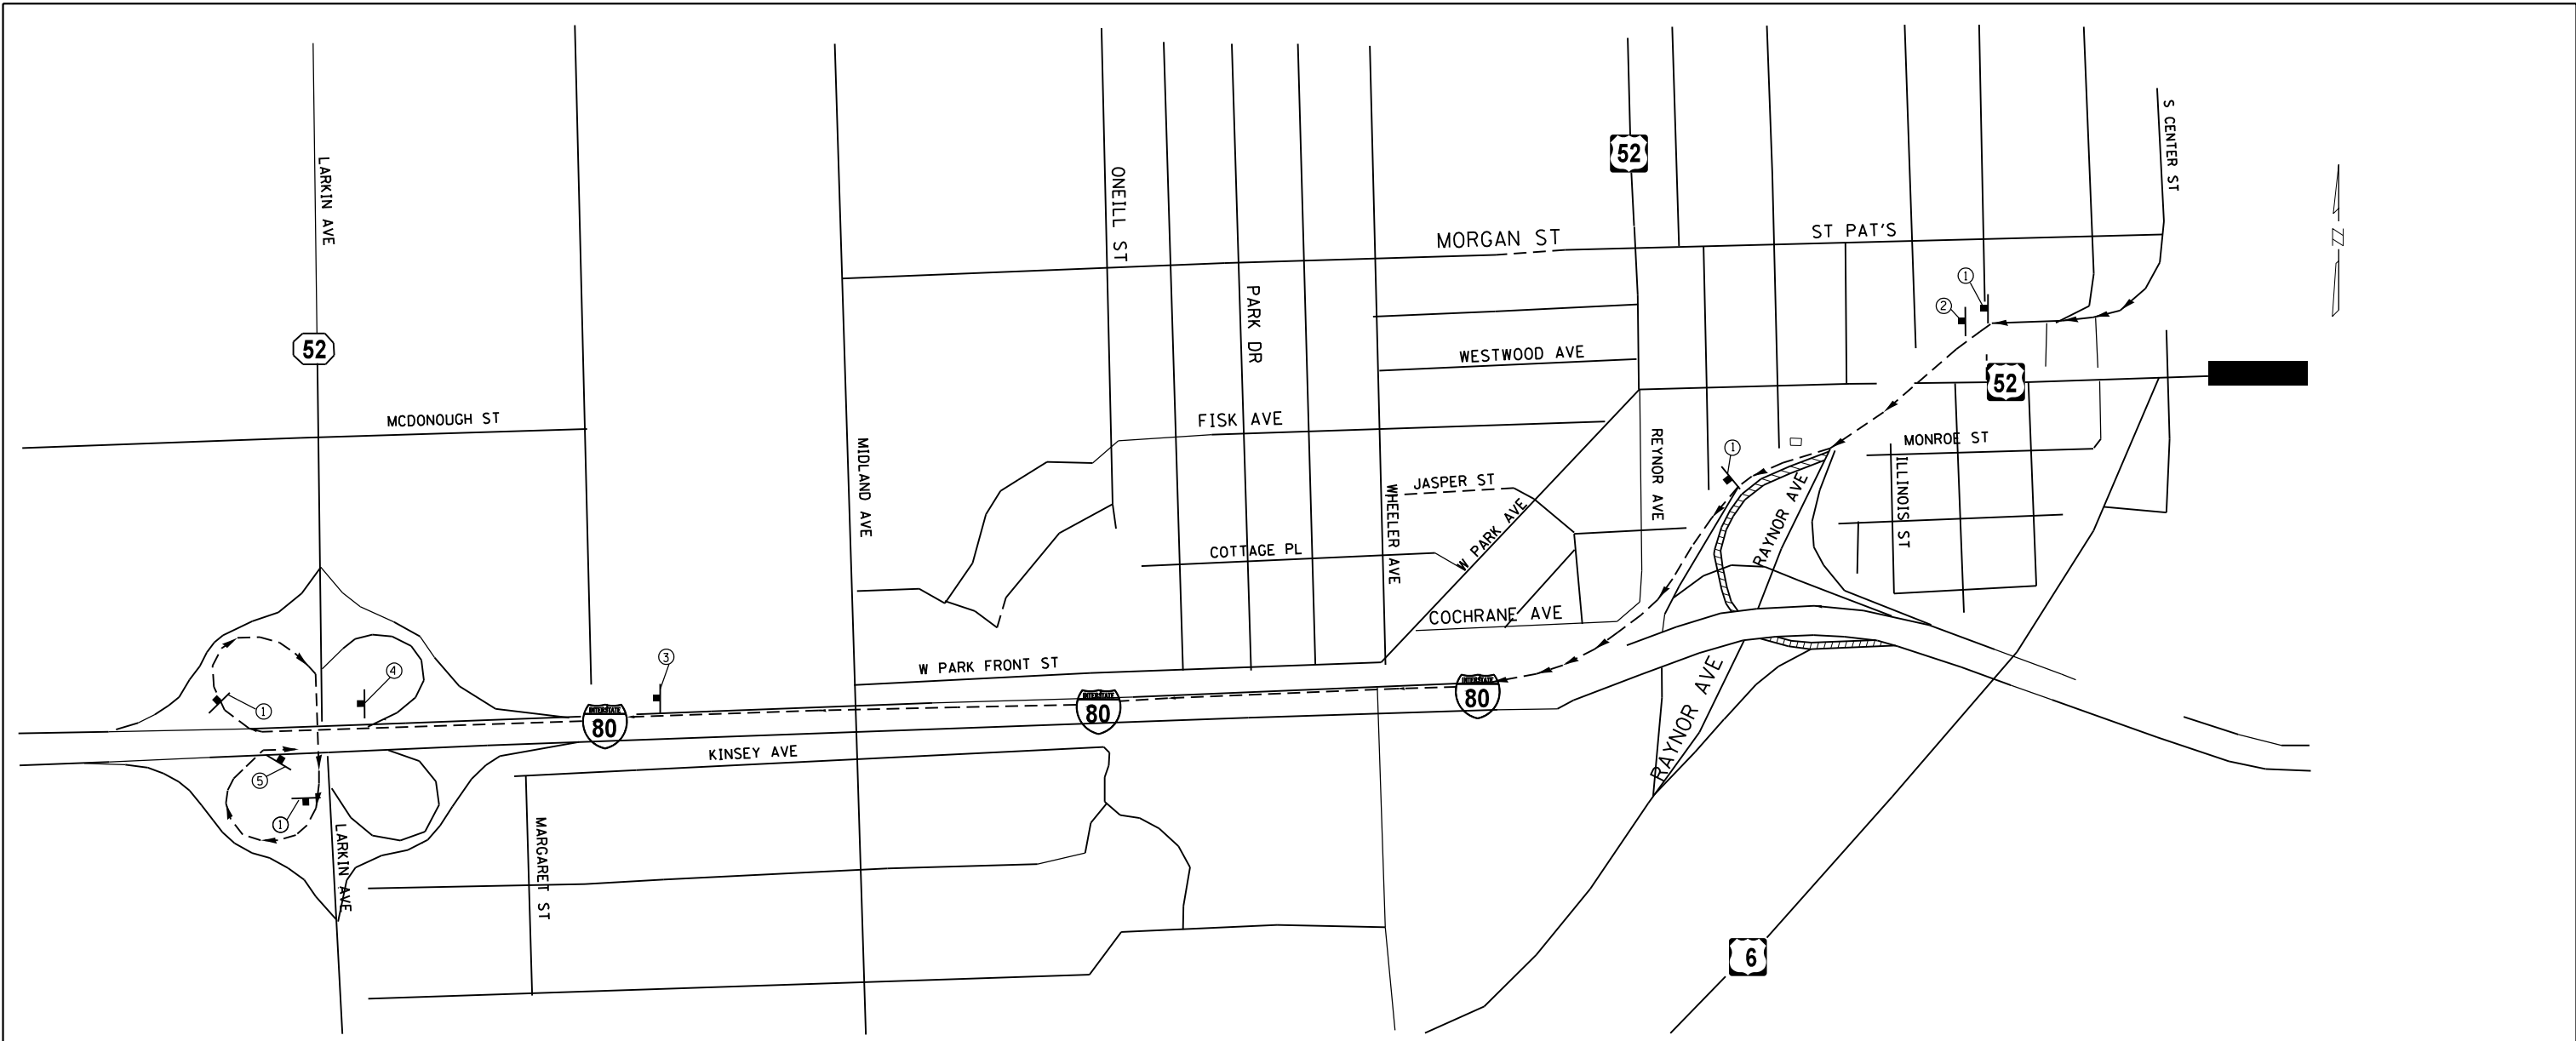 S CENTER ST
LARKIN AVE
52
ONEILL ST
MORGAN ST
ST PAT'S
N
1
2
PARK DR
52
WESTWOOD AVE
52
MCDONOUGH ST
FISK AVE
MIDLAND AVE
REYNOR AVE
1
MONROE ST
ILLINOIS ST
JASPER ST
WHEELER AVE
W PARK AVE
RAYNOR AVE
COTTAGE PL
COCHRANE AVE
3
4
W PARK FRONT ST
1
INTERSTATE
80
INTERSTATE
80
INTERSTATE
80
RAYNOR AVE
KINSEY AVE
5
1
LARKIN AVE
MARGARET ST
6